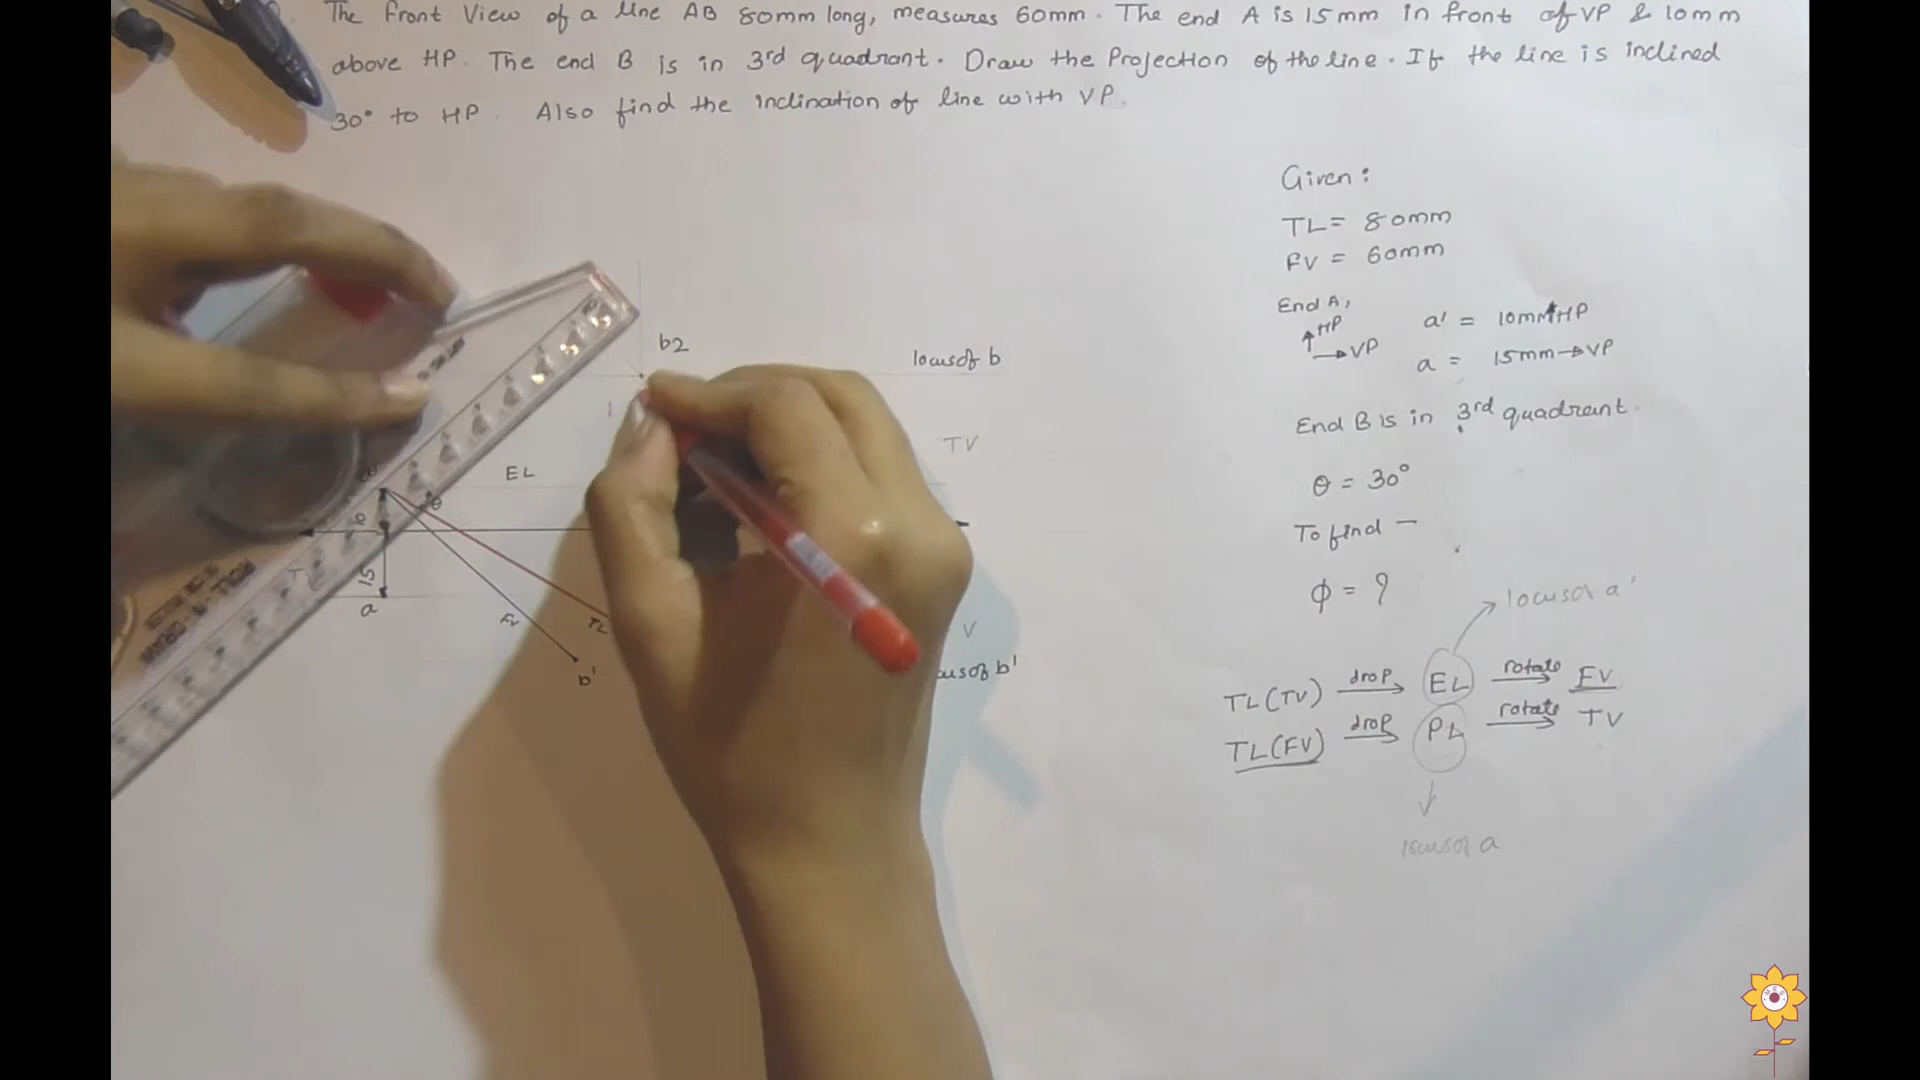 The Front View of a line AB 80mm long, measures 60mm. The end A is 15mm in front of VP & 10mm
above HP. The end B is in 3rd quadrant. Draw the Projection of the line. If the line is inclined
30° to HP. Also find the inclination of line with VP.
Given:
TL = 80mm
FV = 60mm
End A,
↑HP
→VP
a' = 10mm↑HP
a = 15mm→VP
End B is in 3rd quadrant.
θ = 30°
To find –
φ = ?
locus of a'
TL(TV) drop→ EL rotate→ FV
TL(FV) drop→ PL rotate→ TV
locus of a
b2
locus of b
TV
EL
θ
15
a
TL
b'
V
cus of b'